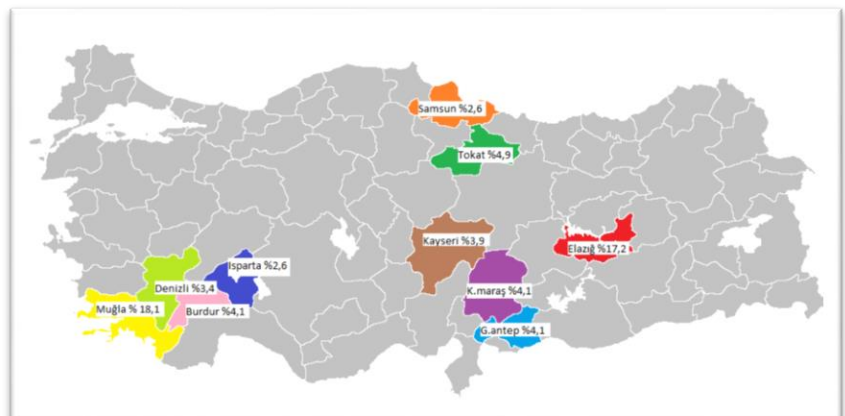 Samsun %2,6
Tokat %4,9
Kayseri %3,9
Elazığ %17,2
Isparta %2,6
Denizli %3,4
K.maraş %4,1
Muğla % 18,1
Burdur %4,1
G.antep %4,1